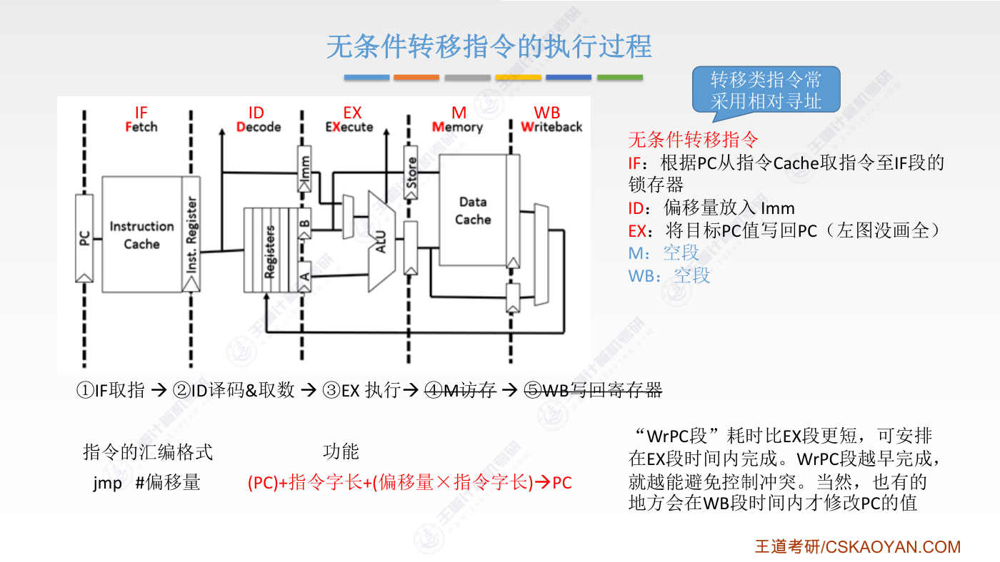 无条件转移指令的执行过程
转移类指令常
采用相对寻址
IF
ID
EX
M
WB
Fetch
Decode
EXecute
Memory
Writeback
PC
Instruction
Cache
Inst. Register
Registers
Imm
B
A
ALU
Store
Data
Cache
无条件转移指令
IF：根据PC从指令Cache取指令至IF段的
锁存器
ID：偏移量放入 Imm
EX：将目标PC值写回PC（左图没画全）
M：空段
WB：空段
①IF取指 → ②ID译码&取数 → ③EX 执行→ ④M访存 → ⑤WB写回寄存器
指令的汇编格式 功能
jmp #偏移量 (PC)+指令字长+(偏移量×指令字长)→PC
“WrPC段”耗时比EX段更短，可安排
在EX段时间内完成。WrPC段越早完成，
就越能避免控制冲突。当然，也有的
地方会在WB段时间内才修改PC的值
王道考研/CSKAOYAN.COM